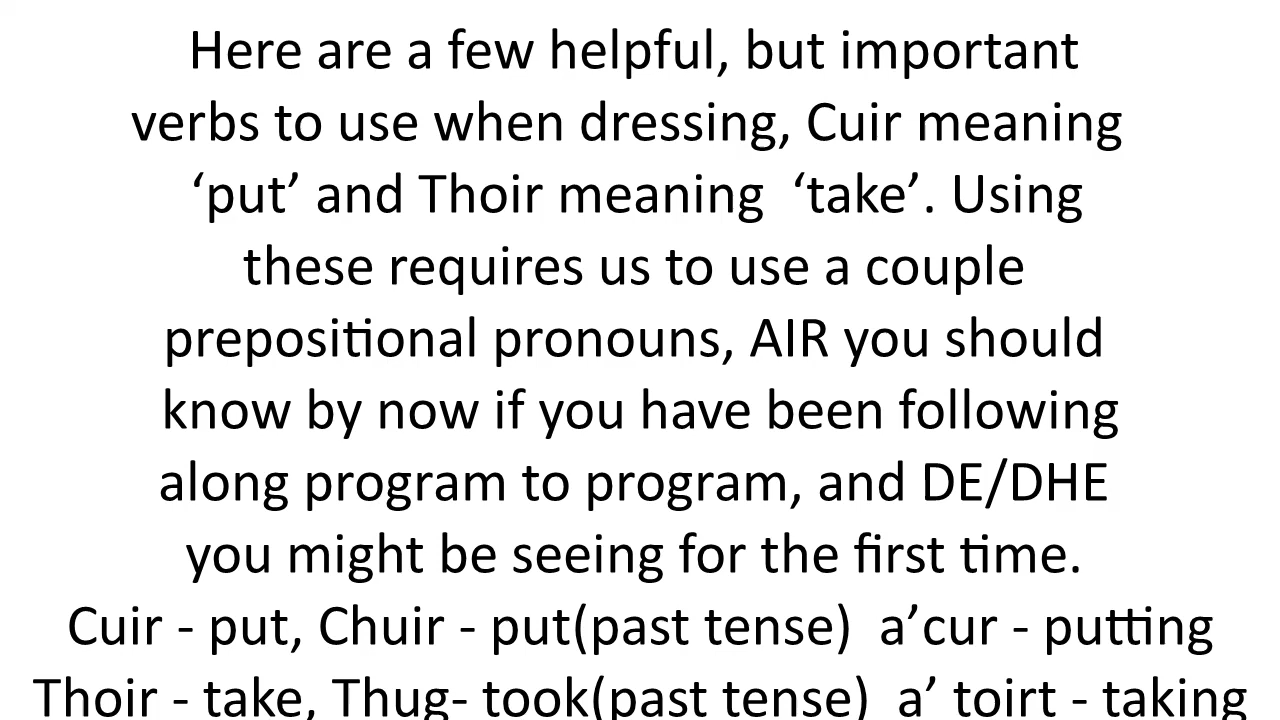 Here are a few helpful, but important
verbs to use when dressing, Cuir meaning
‘put’ and Thoir meaning  ‘take’. Using
these requires us to use a couple
prepositional pronouns, AIR you should
know by now if you have been following
along program to program, and DE/DHE
you might be seeing for the first time.
Cuir - put, Chuir - put(past tense)  a’cur - putting
Thoir - take, Thug- took(past tense)  a’ toirt - taking